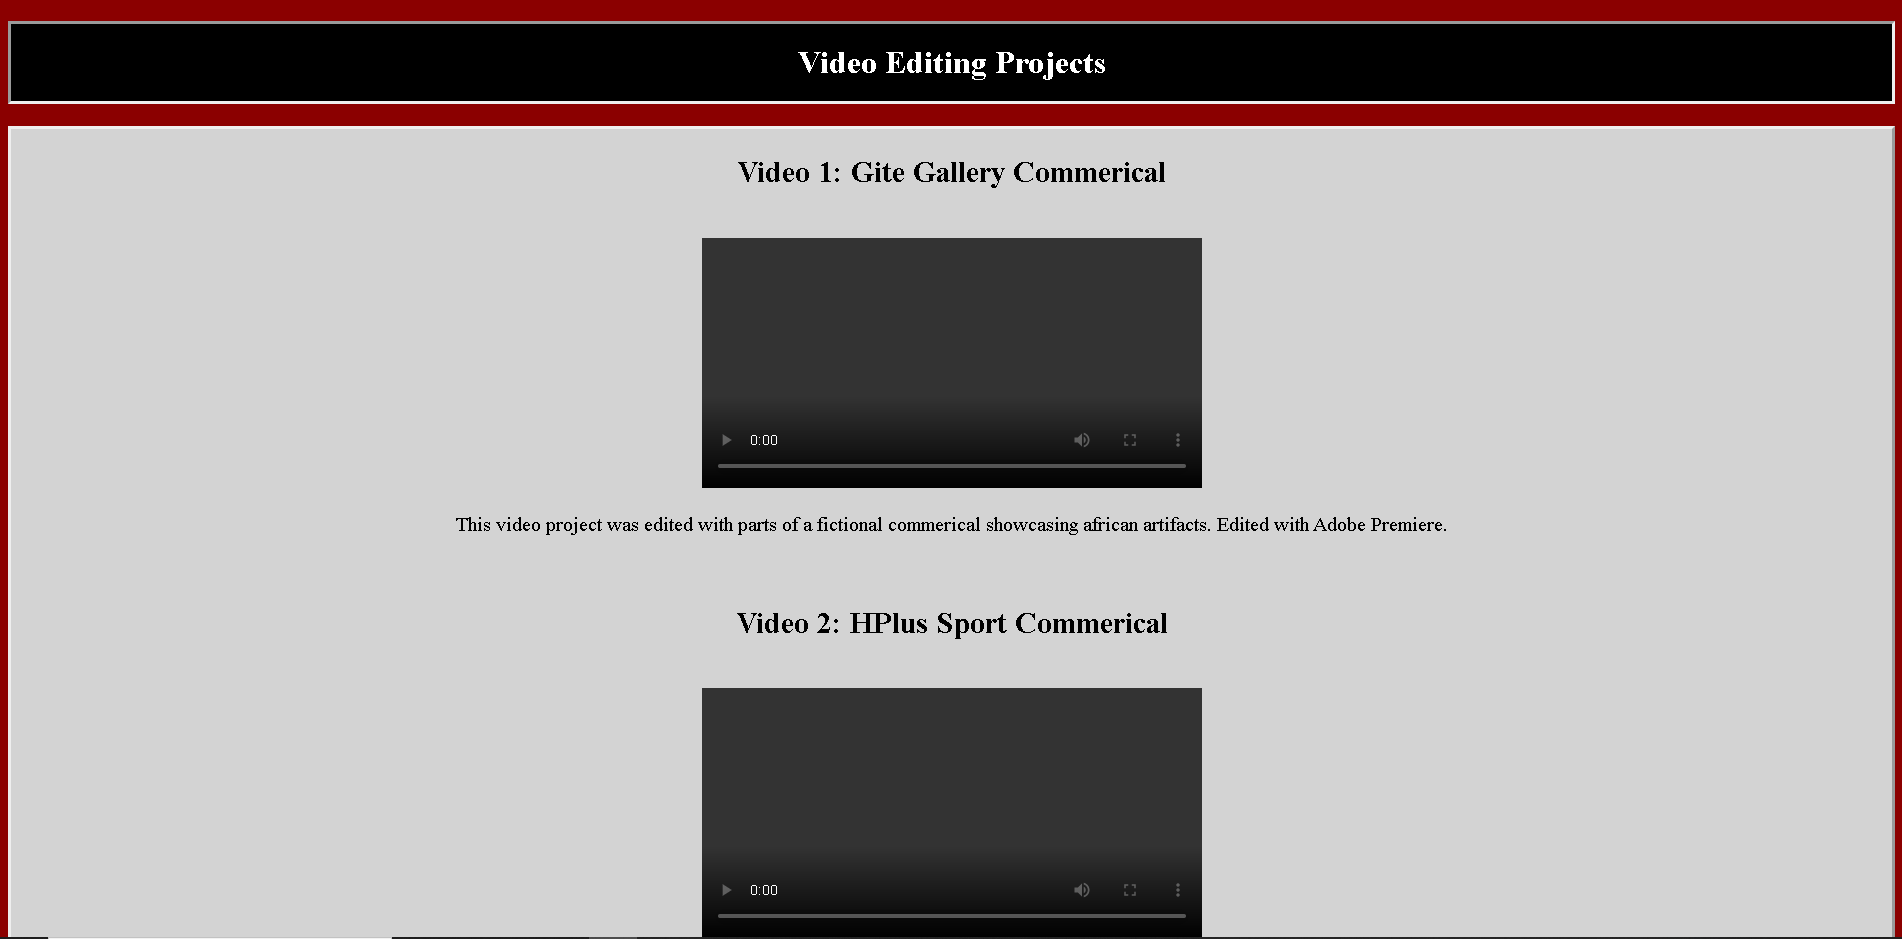 Video Editing Projects
Video 1: Gite Gallery Commerical
0:00
This video project was edited with parts of a fictional commerical showcasing african artifacts. Edited with Adobe Premiere.
Video 2: HPlus Sport Commerical
0:00